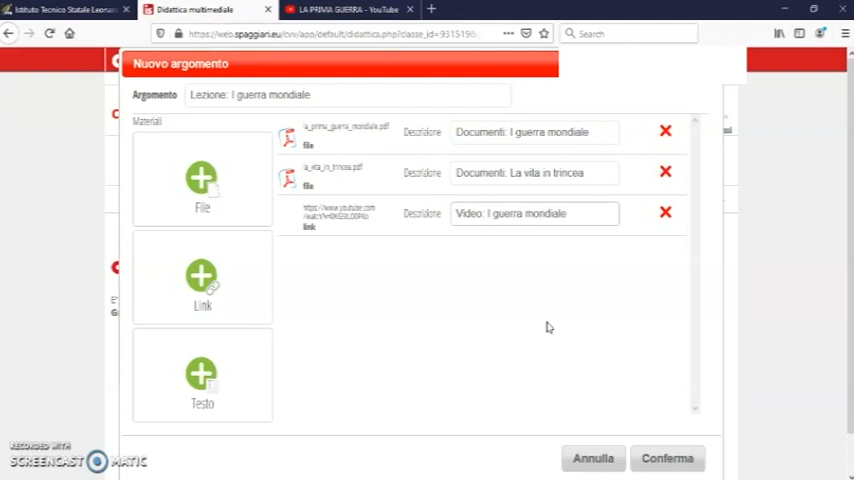 Istituto Tecnico Statale Leonar
Didattica multimediale
LA PRIMA GUERRA - YouTube
https://web.spaggiari.eu/cvv/app/default/didattica.php?classe_id=931519
Search
Nuovo argomento
Argomento
Lezione: I guerra mondiale
Materiali
la_prima_guerra_mondiale.pdf
file
Descrizione
Documenti: I guerra mondiale
la_vita_in_trincea.pdf
file
Descrizione
Documenti: La vita in trincea
https://www.youtube.com
link
Descrizione
Video: I guerra mondiale
File
Link
Testo
Annulla
Conferma
RECORDED WITH
SCREENCAST MATIC